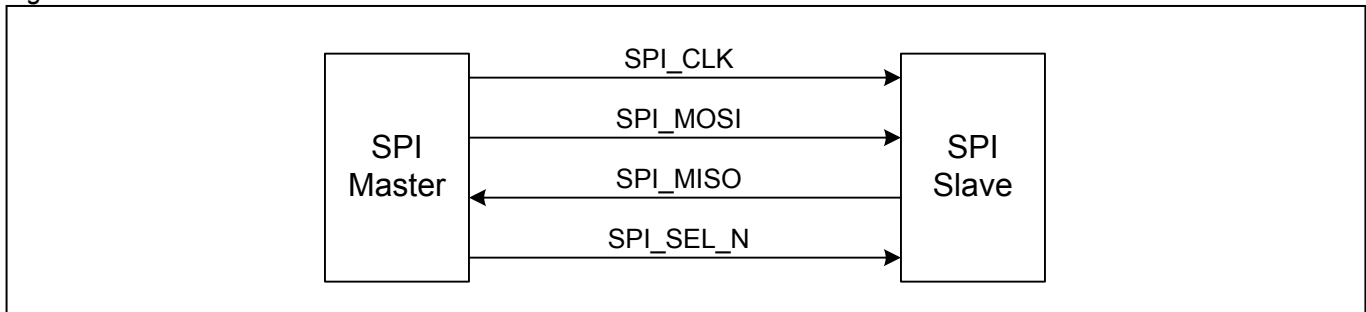 SPI_CLK
SPI_MOSI
SPI
Master
SPI_MISO
SPI_SEL_N
SPI
Slave